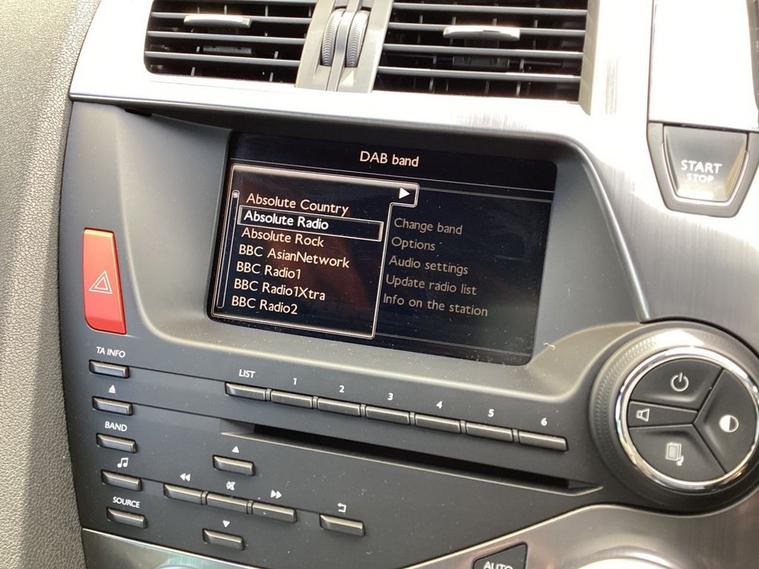 START
STOP
DAB band
Absolute Country
Absolute Radio
Absolute Rock
BBC AsianNetwork
BBC Radio1
BBC Radio1Xtra
BBC Radio2
Change band
Options
Audio settings
Update radio list
Info on the station
TA INFO
LIST
1
2
3
4
5
6
BAND
SOURCE
AUTO